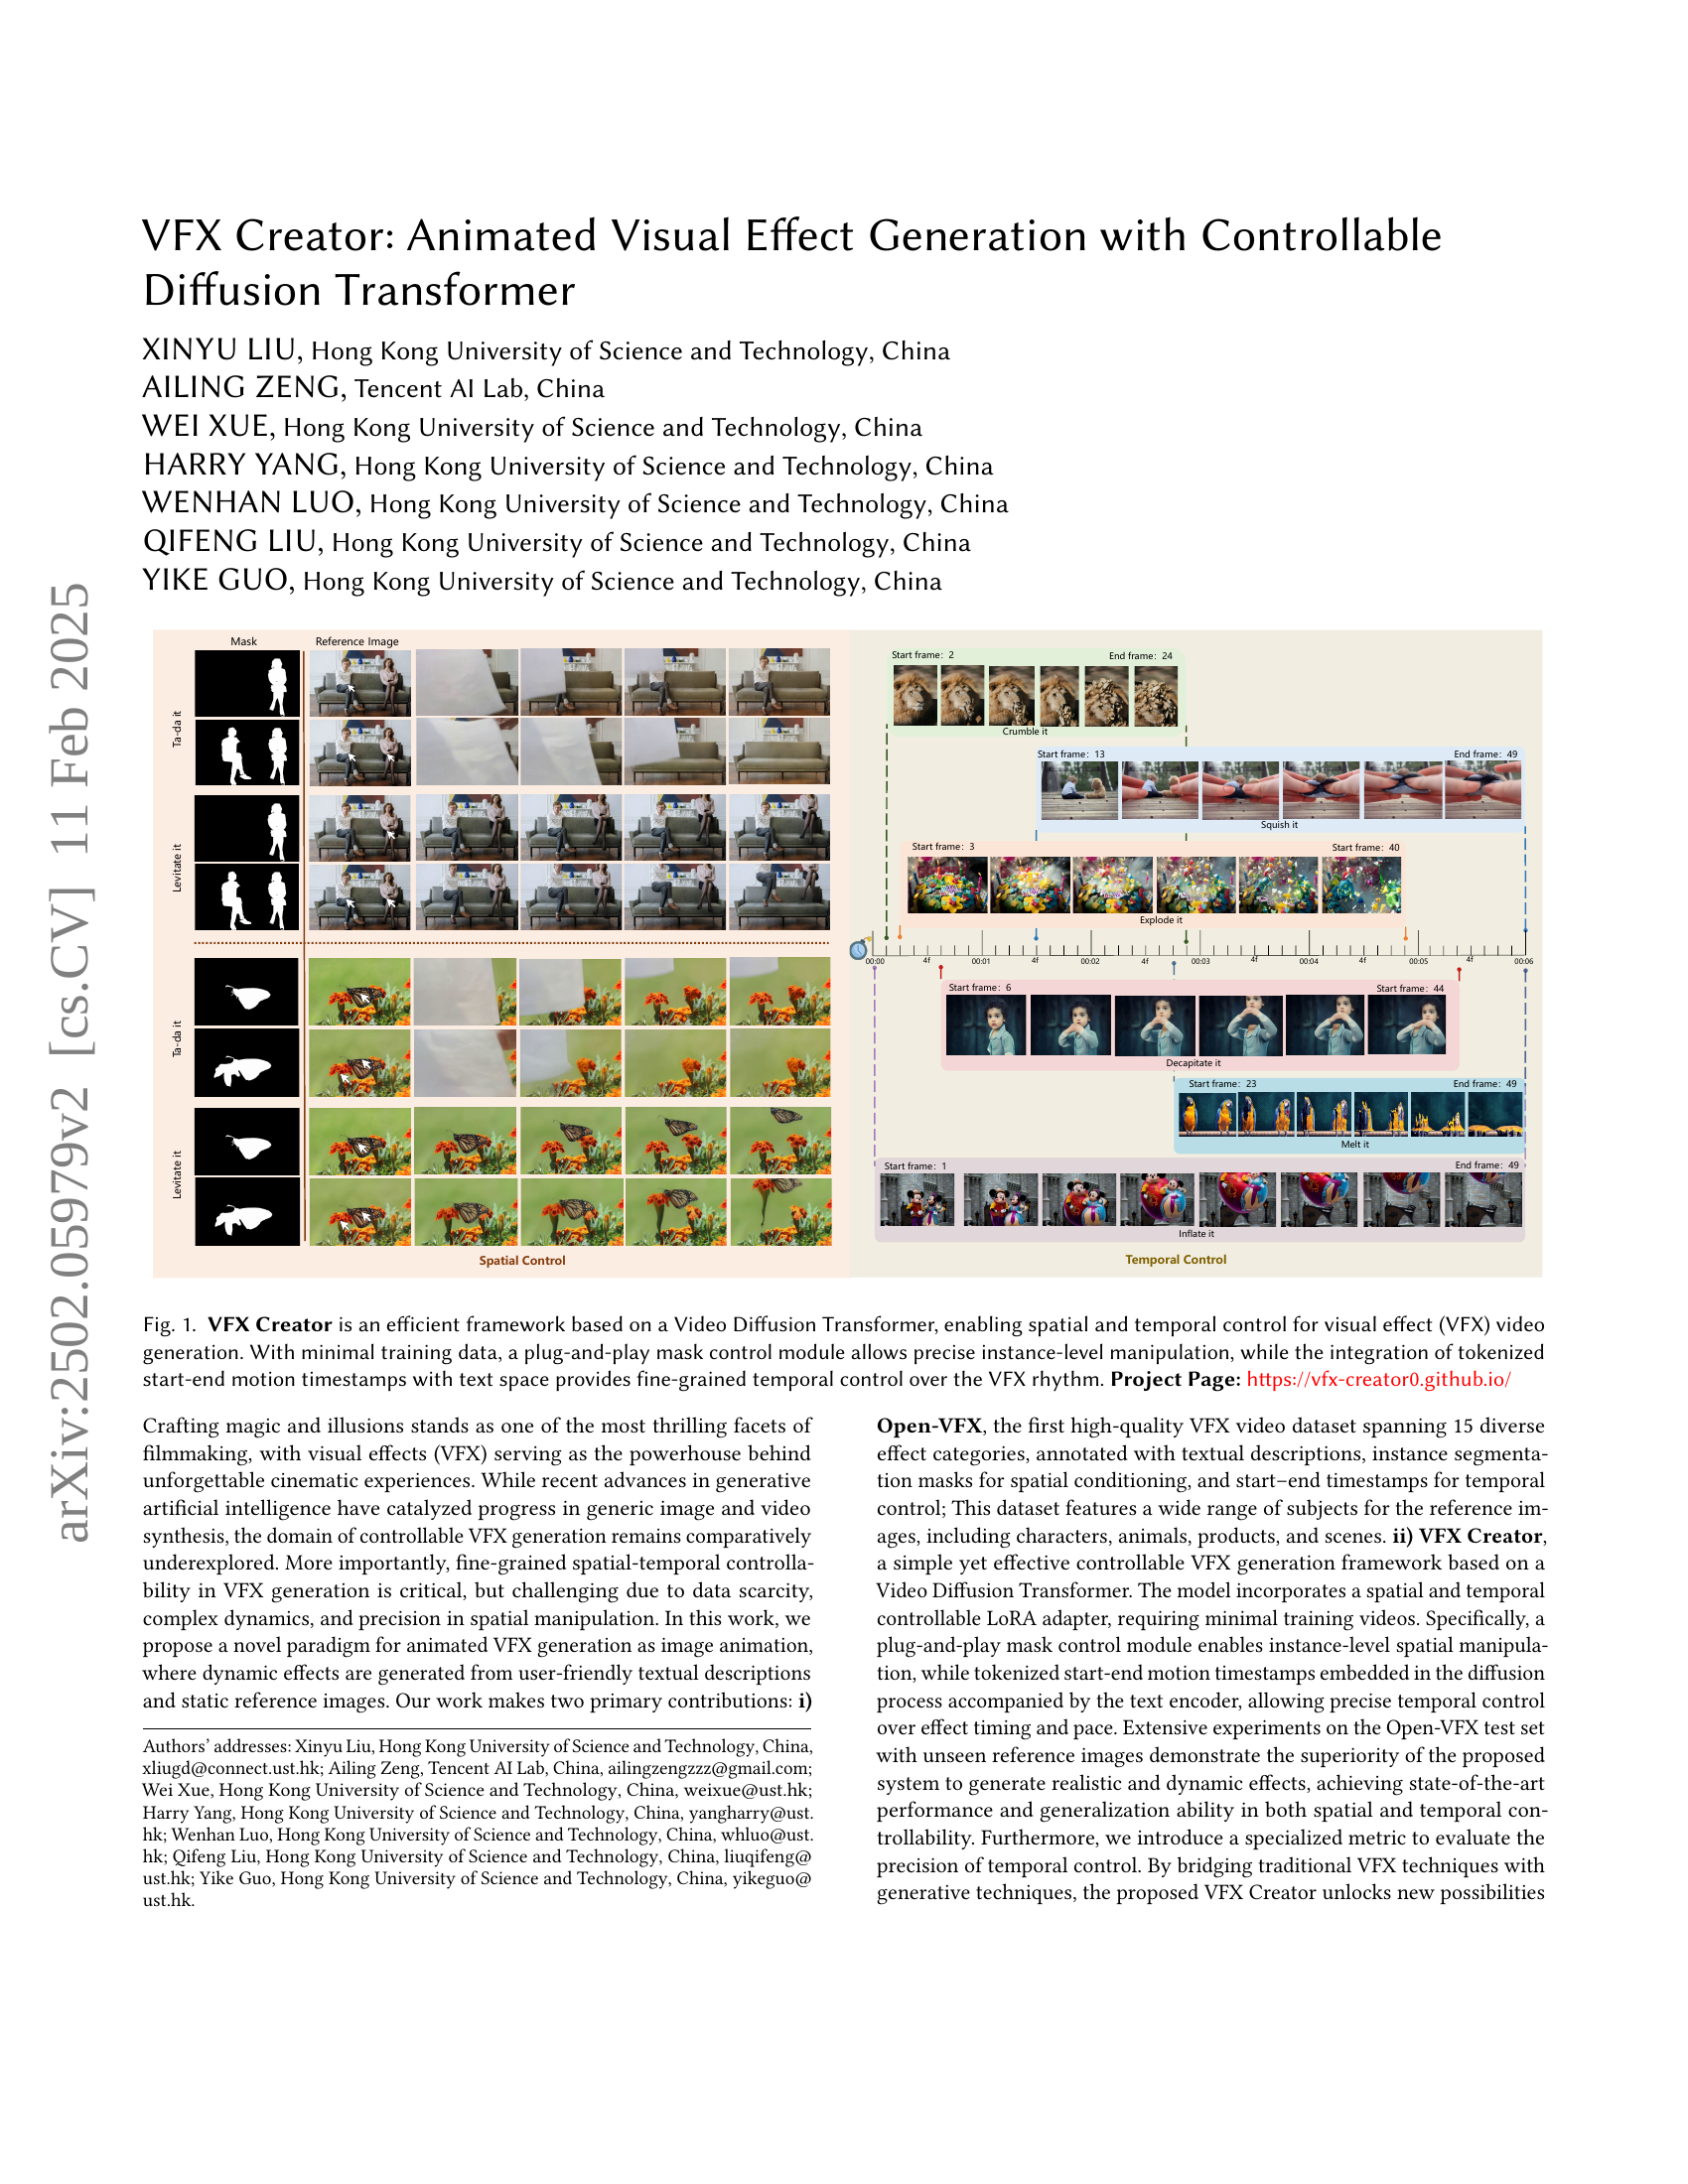 arXiv:2502.05979v2 [cs.CV] 11 Feb 2025
VFX Creator: Animated Visual Effect Generation with Controllable
Diffusion Transformer
XINYU LIU, Hong Kong University of Science and Technology, China
AILING ZENG, Tencent AI Lab, China
WEI XUE, Hong Kong University of Science and Technology, China
HARRY YANG, Hong Kong University of Science and Technology, China
WENHAN LUO, Hong Kong University of Science and Technology, China
QIFENG LIU, Hong Kong University of Science and Technology, China
YIKE GUO, Hong Kong University of Science and Technology, China
Mask Reference Image
Ta-da it
Levitate it
Ta-da it
Levitate it
Spatial Control
Start frame: 2 End frame: 24
Crumble it
Start frame: 13 End frame: 49
Squish it
Start frame: 3 Start frame: 40
Explode it
00:00 4f 00:01 4f 00:02 4f 00:03 4f 00:04 4f 00:05 4f 00:06
Start frame: 6 Start frame: 44
Decapitate it
Start frame: 23 End frame: 49
Melt it
Start frame: 1 End frame: 49
Inflate it
Temporal Control
Fig. 1. VFX Creator is an efficient framework based on a Video Diffusion Transformer, enabling spatial and temporal control for visual effect (VFX) video
generation. With minimal training data, a plug-and-play mask control module allows precise instance-level manipulation, while the integration of tokenized
start-end motion timestamps with text space provides fine-grained temporal control over the VFX rhythm. Project Page: https://vfx-creator0.github.io/
Crafting magic and illusions stands as one of the most thrilling facets of
filmmaking, with visual effects (VFX) serving as the powerhouse behind
unforgettable cinematic experiences. While recent advances in generative
artificial intelligence have catalyzed progress in generic image and video
synthesis, the domain of controllable VFX generation remains comparatively
underexplored. More importantly, fine-grained spatial-temporal controlla-
bility in VFX generation is critical, but challenging due to data scarcity,
complex dynamics, and precision in spatial manipulation. In this work, we
propose a novel paradigm for animated VFX generation as image animation,
where dynamic effects are generated from user-friendly textual descriptions
and static reference images. Our work makes two primary contributions: i)
Authors' addresses: Xinyu Liu, Hong Kong University of Science and Technology, China,
xliugd@connect.ust.hk; Ailing Zeng, Tencent AI Lab, China, ailingzengzzz@gmail.com;
Wei Xue, Hong Kong University of Science and Technology, China, weixue@ust.hk;
Harry Yang, Hong Kong University of Science and Technology, China, yangharry@ust.
hk; Wenhan Luo, Hong Kong University of Science and Technology, China, whluo@ust.
hk; Qifeng Liu, Hong Kong University of Science and Technology, China, liuqifeng@
ust.hk; Yike Guo, Hong Kong University of Science and Technology, China, yikeguo@
ust.hk.
Open-VFX, the first high-quality VFX video dataset spanning 15 diverse
effect categories, annotated with textual descriptions, instance segmenta-
tion masks for spatial conditioning, and start–end timestamps for temporal
control; This dataset features a wide range of subjects for the reference im-
ages, including characters, animals, products, and scenes. ii) VFX Creator,
a simple yet effective controllable VFX generation framework based on a
Video Diffusion Transformer. The model incorporates a spatial and temporal
controllable LoRA adapter, requiring minimal training videos. Specifically, a
plug-and-play mask control module enables instance-level spatial manipula-
tion, while tokenized start-end motion timestamps embedded in the diffusion
process accompanied by the text encoder, allowing precise temporal control
over effect timing and pace. Extensive experiments on the Open-VFX test set
with unseen reference images demonstrate the superiority of the proposed
system to generate realistic and dynamic effects, achieving state-of-the-art
performance and generalization ability in both spatial and temporal con-
trollability. Furthermore, we introduce a specialized metric to evaluate the
precision of temporal control. By bridging traditional VFX techniques with
generative techniques, the proposed VFX Creator unlocks new possibilities